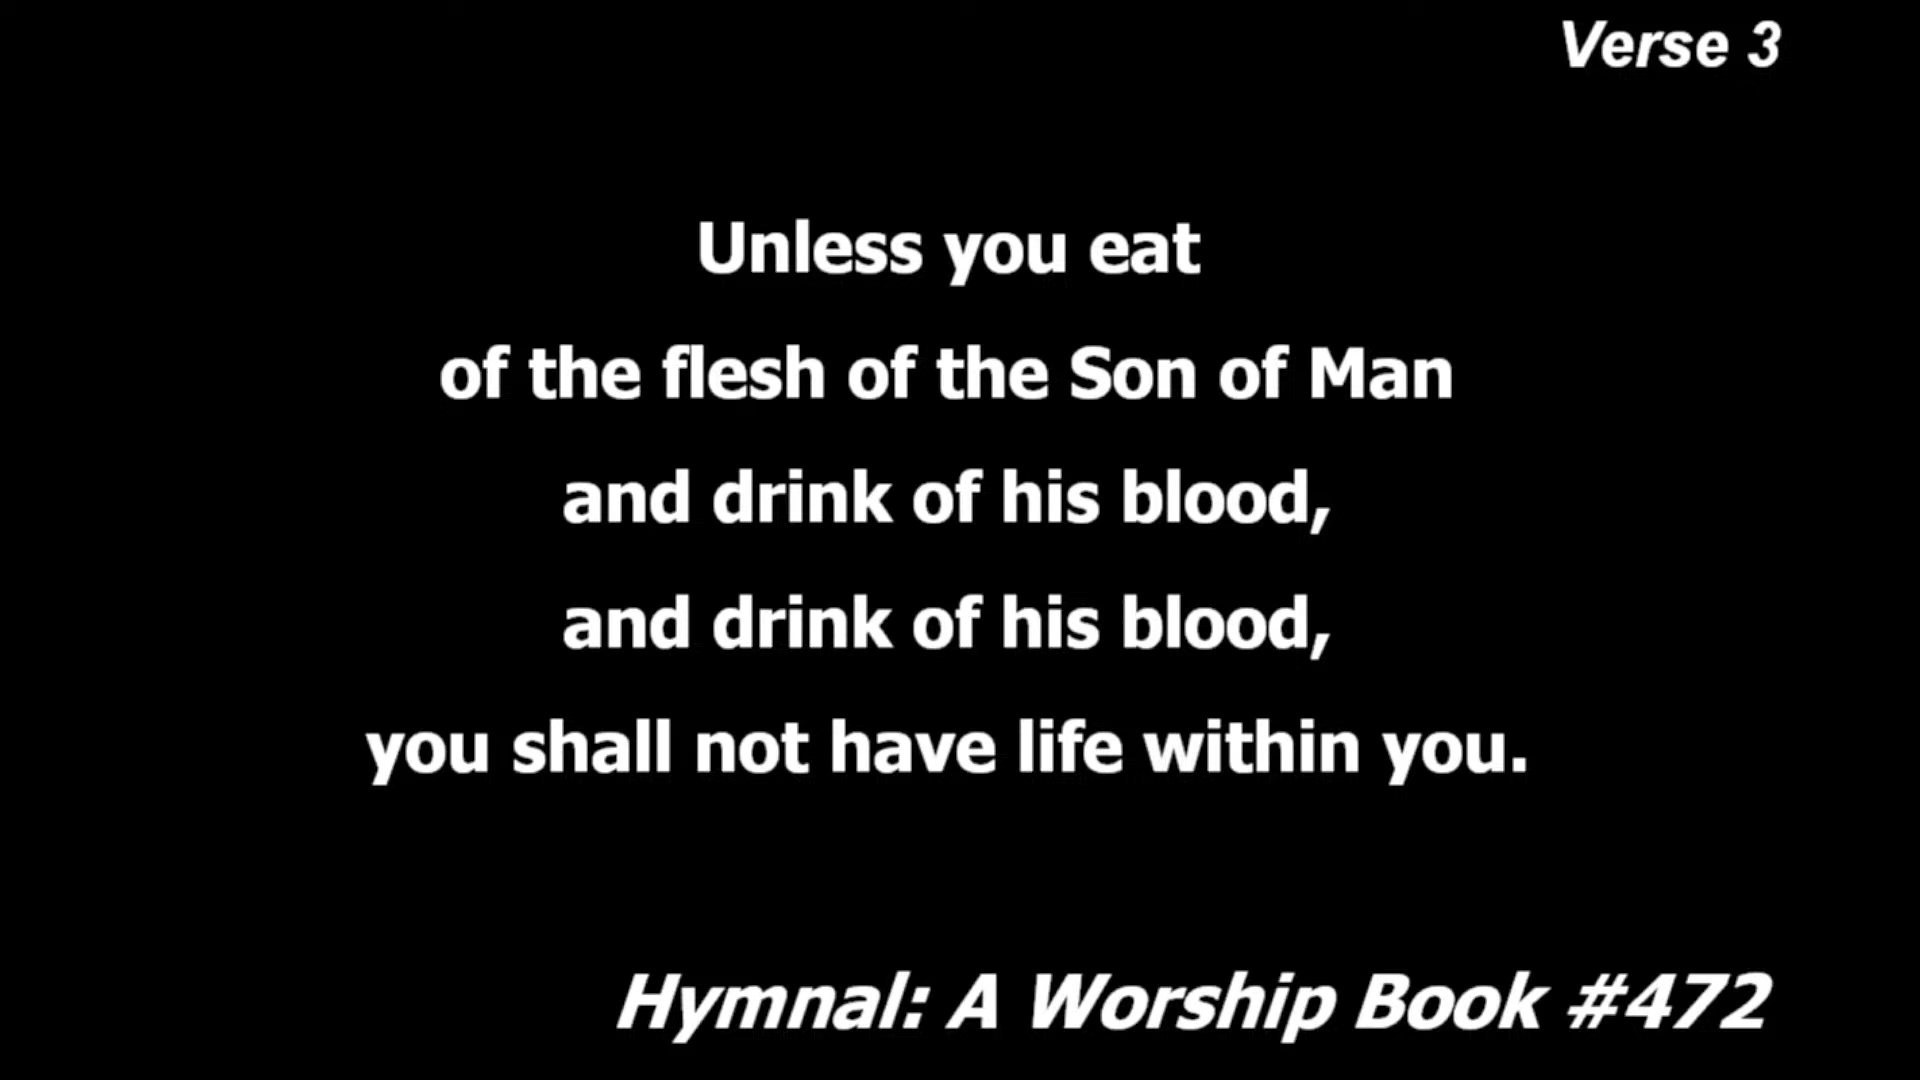 Verse 3
Unless you eat
of the flesh of the Son of Man
and drink of his blood,
and drink of his blood,
you shall not have life within you.
Hymnal: A Worship Book #472